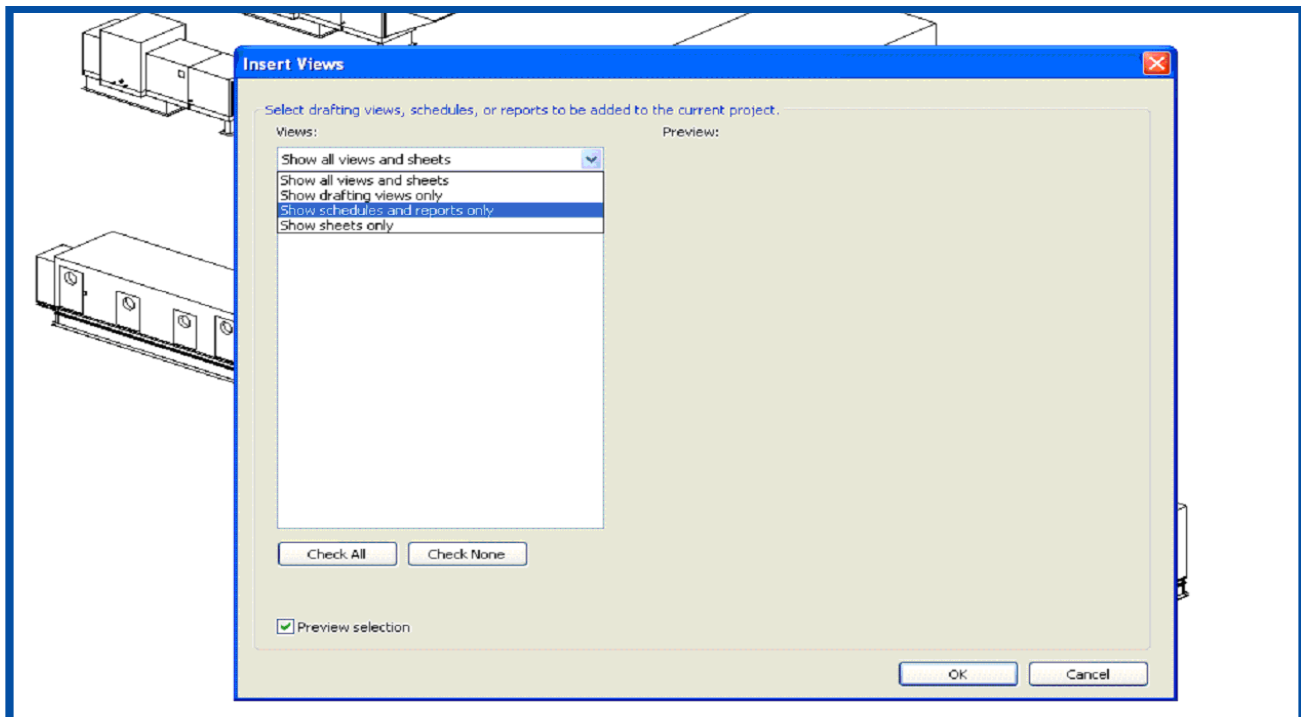 Insert Views
Select drafting views, schedules, or reports to be added to the current project.
Views:
Preview:
Show all views and sheets
Show all views and sheets
Show drafting views only
Show schedules and reports only
Show sheets only
Check All
Check None
Preview selection
OK
Cancel